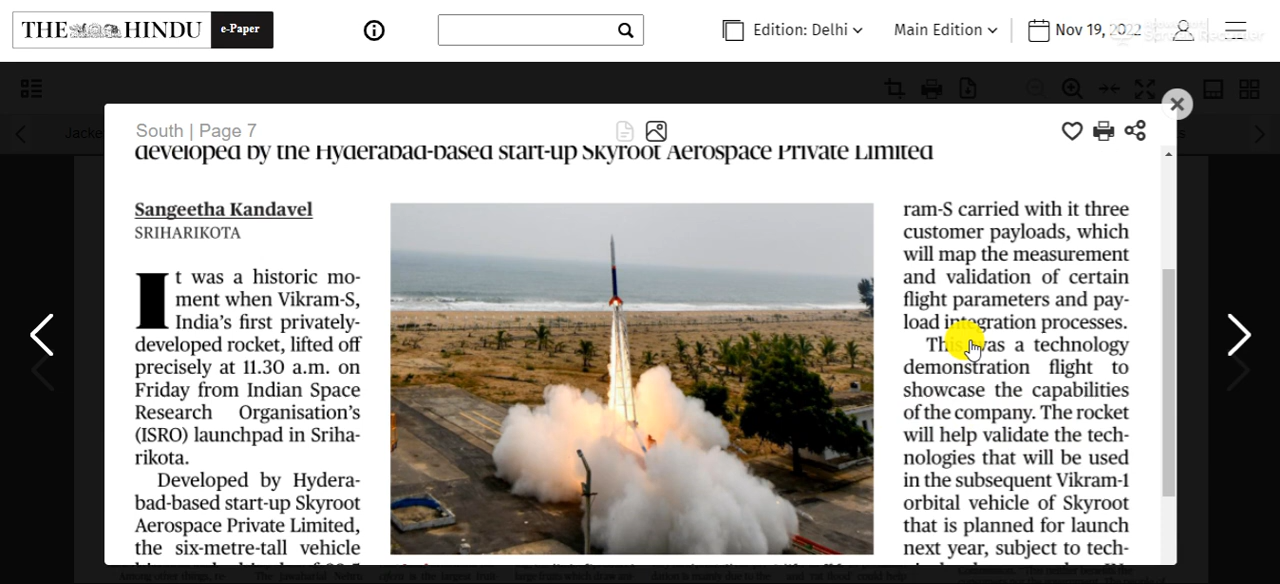 THE HINDU e-Paper
Edition: Delhi
Main Edition
Nov 19, 2022
South | Page 7
developed by the Hyderabad-based start-up Skyroot Aerospace Private Limited
Sangeetha Kandavel
SRIHARIKOTA
It was a historic mo-
ment when Vikram-S,
India's first privately-
developed rocket, lifted off
precisely at 11.30 a.m. on
Friday from Indian Space
Research Organisation's
(ISRO) launchpad in Sriha-
rikota.
Developed by Hydera-
bad-based start-up Skyroot
Aerospace Private Limited,
the six-metre-tall vehicle
ram-S carried with it three
customer payloads, which
will map the measurement
and validation of certain
flight parameters and pay-
load integration processes.
This was a technology
demonstration flight to
showcase the capabilities
of the company. The rocket
will help validate the tech-
nologies that will be used
in the subsequent Vikram-1
orbital vehicle of Skyroot
that is planned for launch
next year, subject to tech-